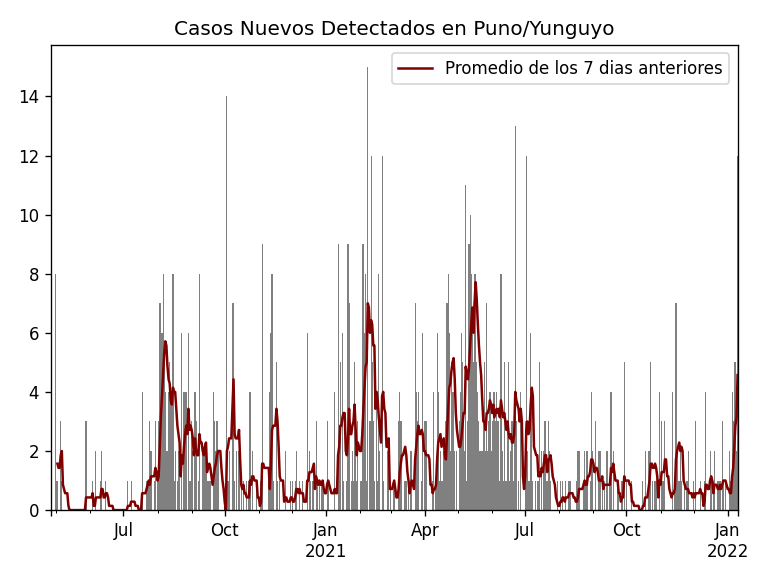 Casos Nuevos Detectados en Puno/Yunguyo
Promedio de los 7 dias anteriores
14
12
10
8
6
4
2
0
Jul
Oct
Jan
2021
Apr
Jul
Oct
Jan
2022